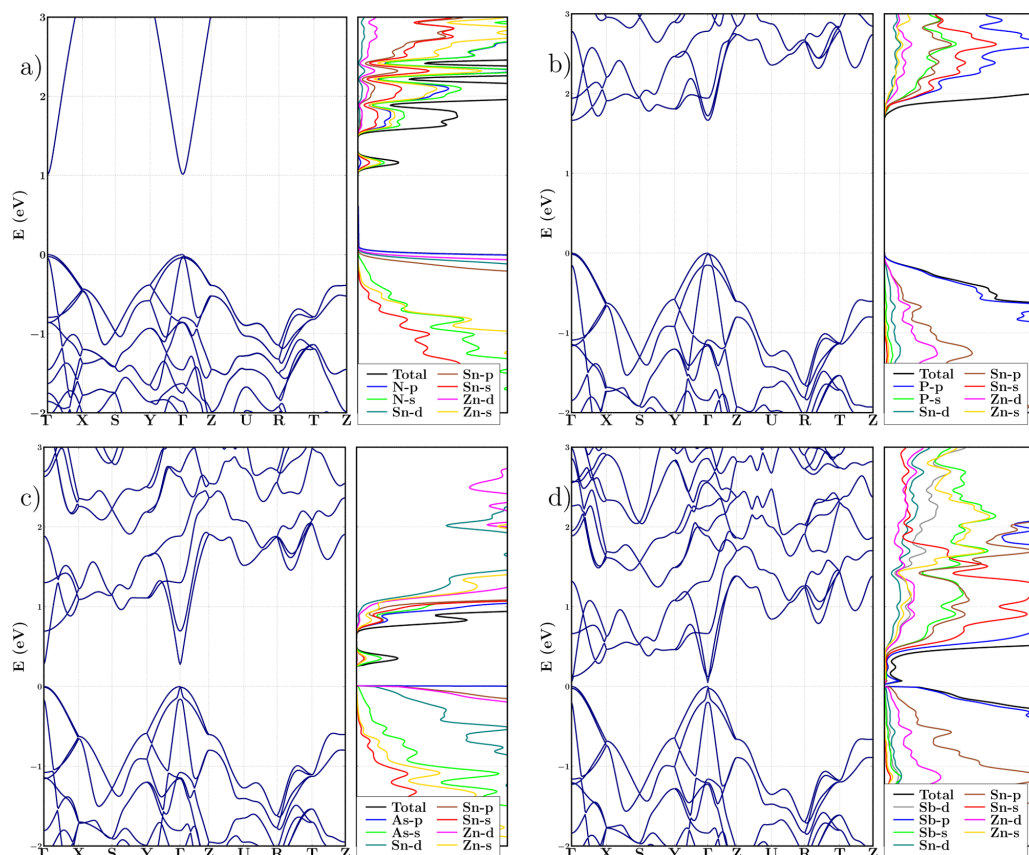 a)
E (eV)
3
2
1
0
−1
−2
Γ X S Y Γ Z U R T Z
Total Sn-p
N-p Sn-s
N-s Zn-d
Sn-d Zn-s
b)
3
2
1
0
−1
−2
Γ X S Y Γ Z U R T Z
Total Sn-p
P-p Sn-s
P-s Zn-d
Sn-d Zn-s
c)
E (eV)
3
2
1
0
−1
−2
Γ X S Y Γ Z U R T Z
Total Sn-p
As-p Sn-s
As-s Zn-d
Sn-d Zn-s
d)
E (eV)
3
2
1
0
−1
−2
Γ X S Y Γ Z U R T Z
Total Sn-p
Sb-d Sn-s
Sb-p Zn-d
Sb-s Zn-s
Sn-d